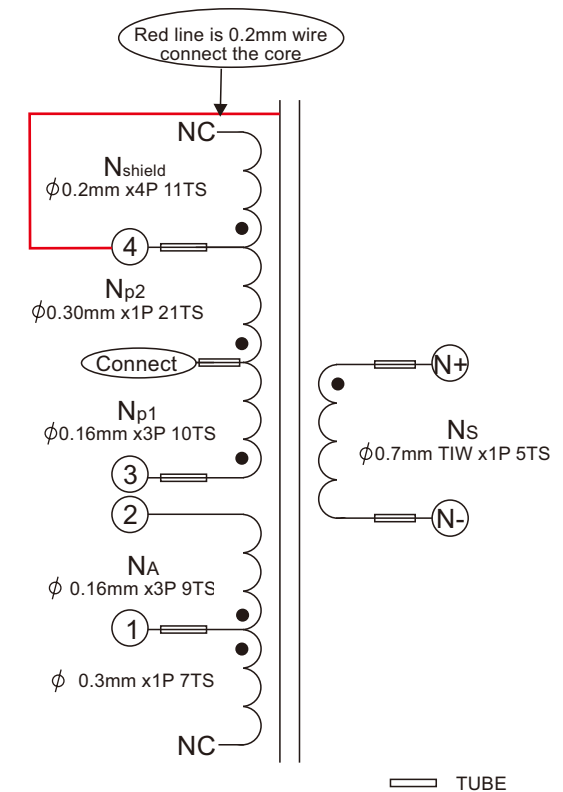 Red line is 0.2mm wire
connect the core
NC
Nshield
ϕ0.2mm x4P 11TS
4
Np2
ϕ0.30mm x1P 21TS
Connect
N+
Np1
ϕ0.16mm x3P 10TS
NS
ϕ0.7mm TIW x1P 5TS
3
2
N-
NA
ϕ 0.16mm x3P 9TS
1
ϕ 0.3mm x1P 7TS
NC
TUBE